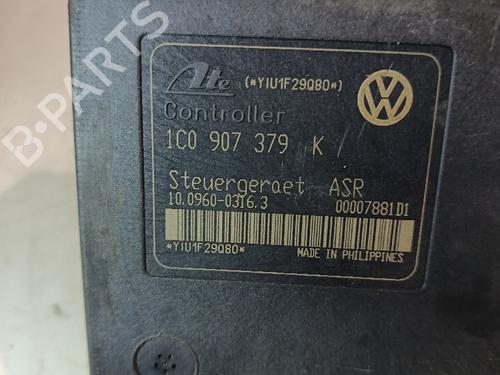 Ate (*YIU1F29Q80*)
Controller
1C0 907 379 K
Steuergeraet ASR
10.0960-0316.3 00007881D1
*YIU1F29Q80* MADE IN PHILIPPINES
B-PARTS